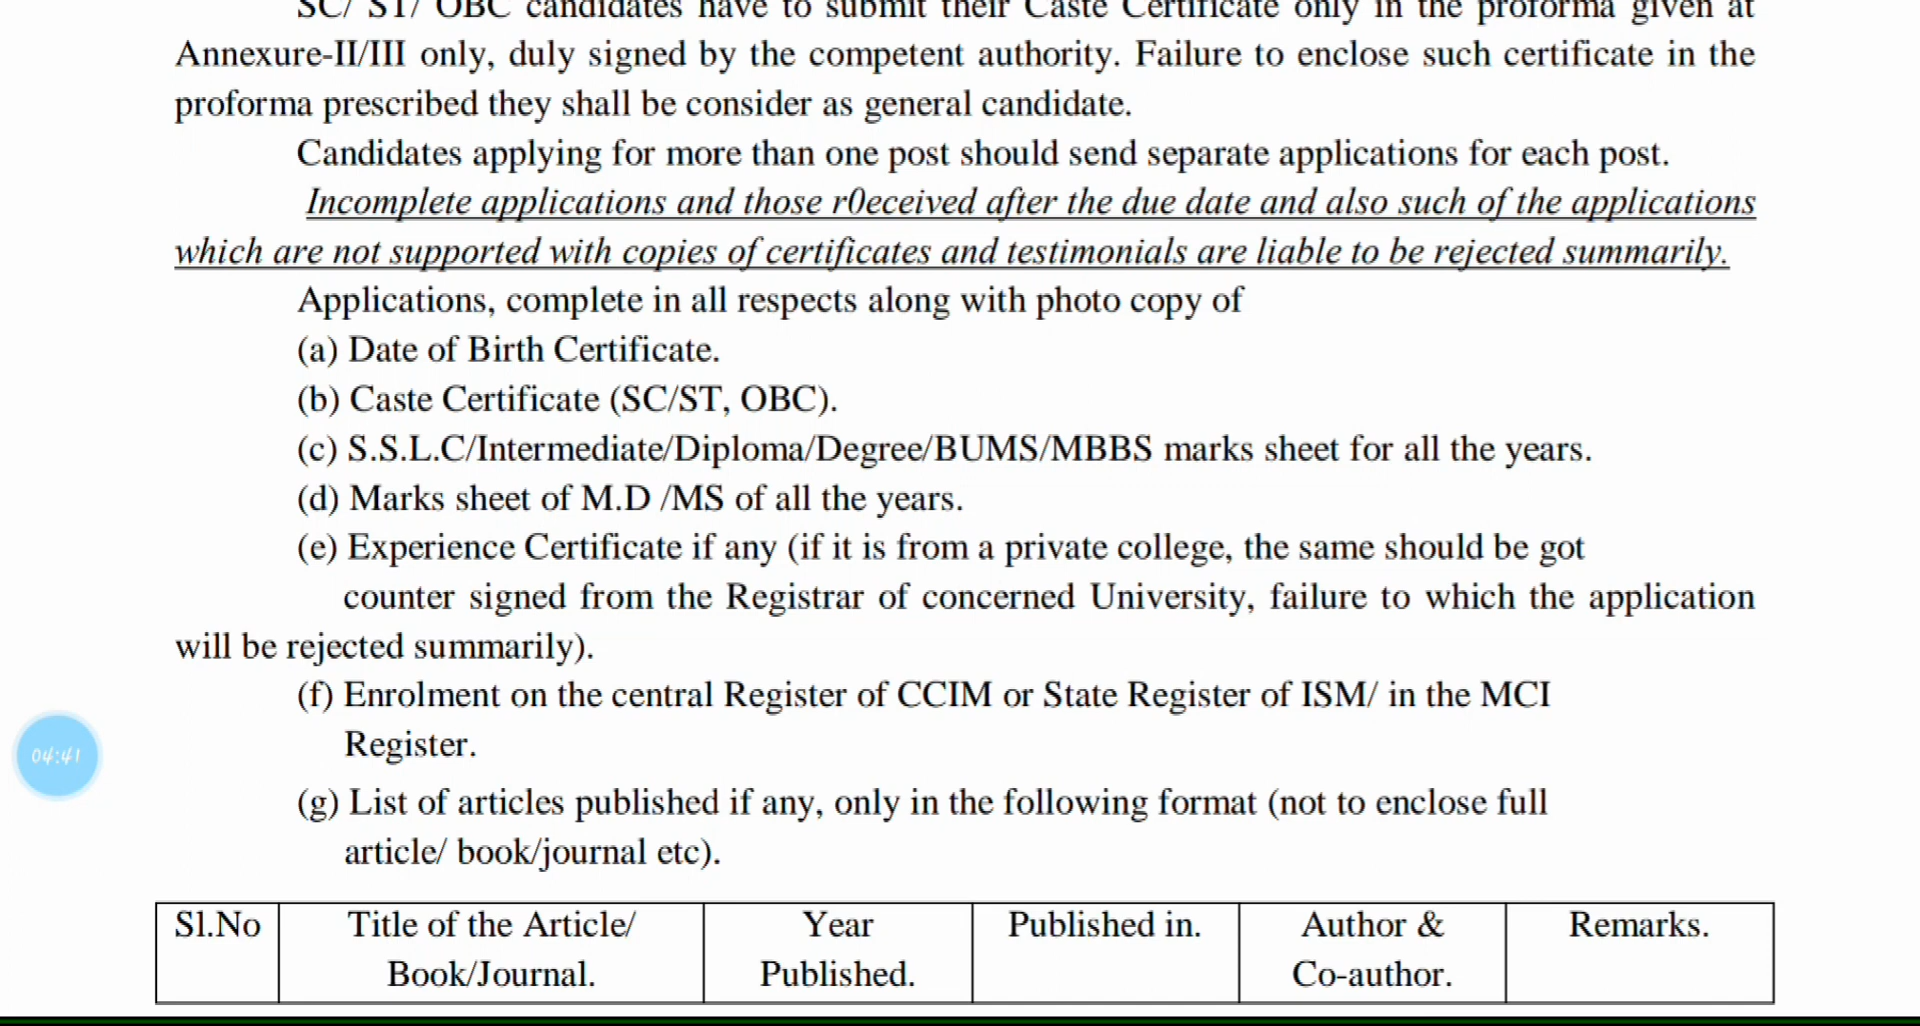 SC/ ST/ OBC candidates have to submit their Caste Certificate only in the proforma given at
Annexure-II/III only, duly signed by the competent authority. Failure to enclose such certificate in the
proforma prescribed they shall be consider as general candidate.
Candidates applying for more than one post should send separate applications for each post.
Incomplete applications and those r0eceived after the due date and also such of the applications
which are not supported with copies of certificates and testimonials are liable to be rejected summarily.
Applications, complete in all respects along with photo copy of
(a) Date of Birth Certificate.
(b) Caste Certificate (SC/ST, OBC).
(c) S.S.L.C/Intermediate/Diploma/Degree/BUMS/MBBS marks sheet for all the years.
(d) Marks sheet of M.D /MS of all the years.
(e) Experience Certificate if any (if it is from a private college, the same should be got
counter signed from the Registrar of concerned University, failure to which the application
will be rejected summarily).
(f) Enrolment on the central Register of CCIM or State Register of ISM/ in the MCI
Register.
04:41
(g) List of articles published if any, only in the following format (not to enclose full
article/ book/journal etc).
Sl.No Title of the Article/ Year Published in. Author & Remarks.
Book/Journal. Published. Co-author.